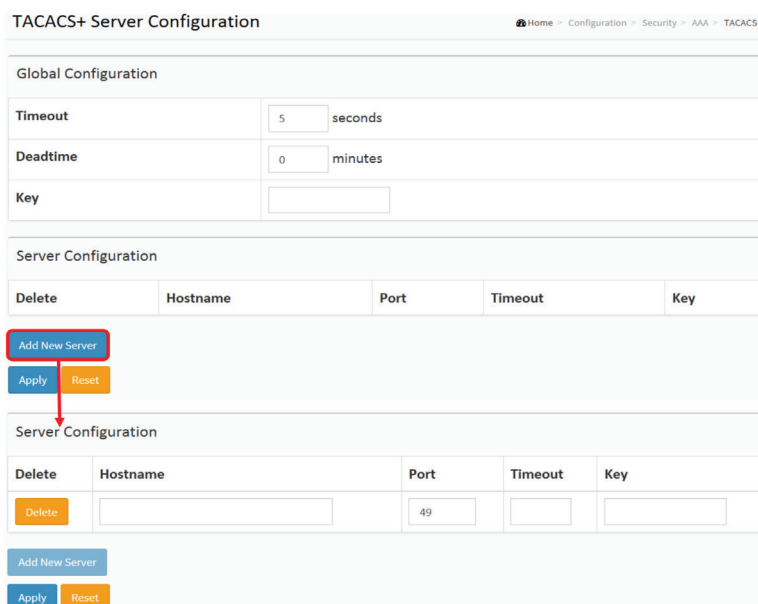 TACACS+ Server Configuration
Home > Configuration > Security > AAA > TACACS
Global Configuration
Timeout 5 seconds
Deadtime 0 minutes
Key
Server Configuration
Delete Hostname Port Timeout Key
Add New Server
Apply Reset
Server Configuration
Delete Hostname Port Timeout Key
Delete 49
Add New Server
Apply Reset